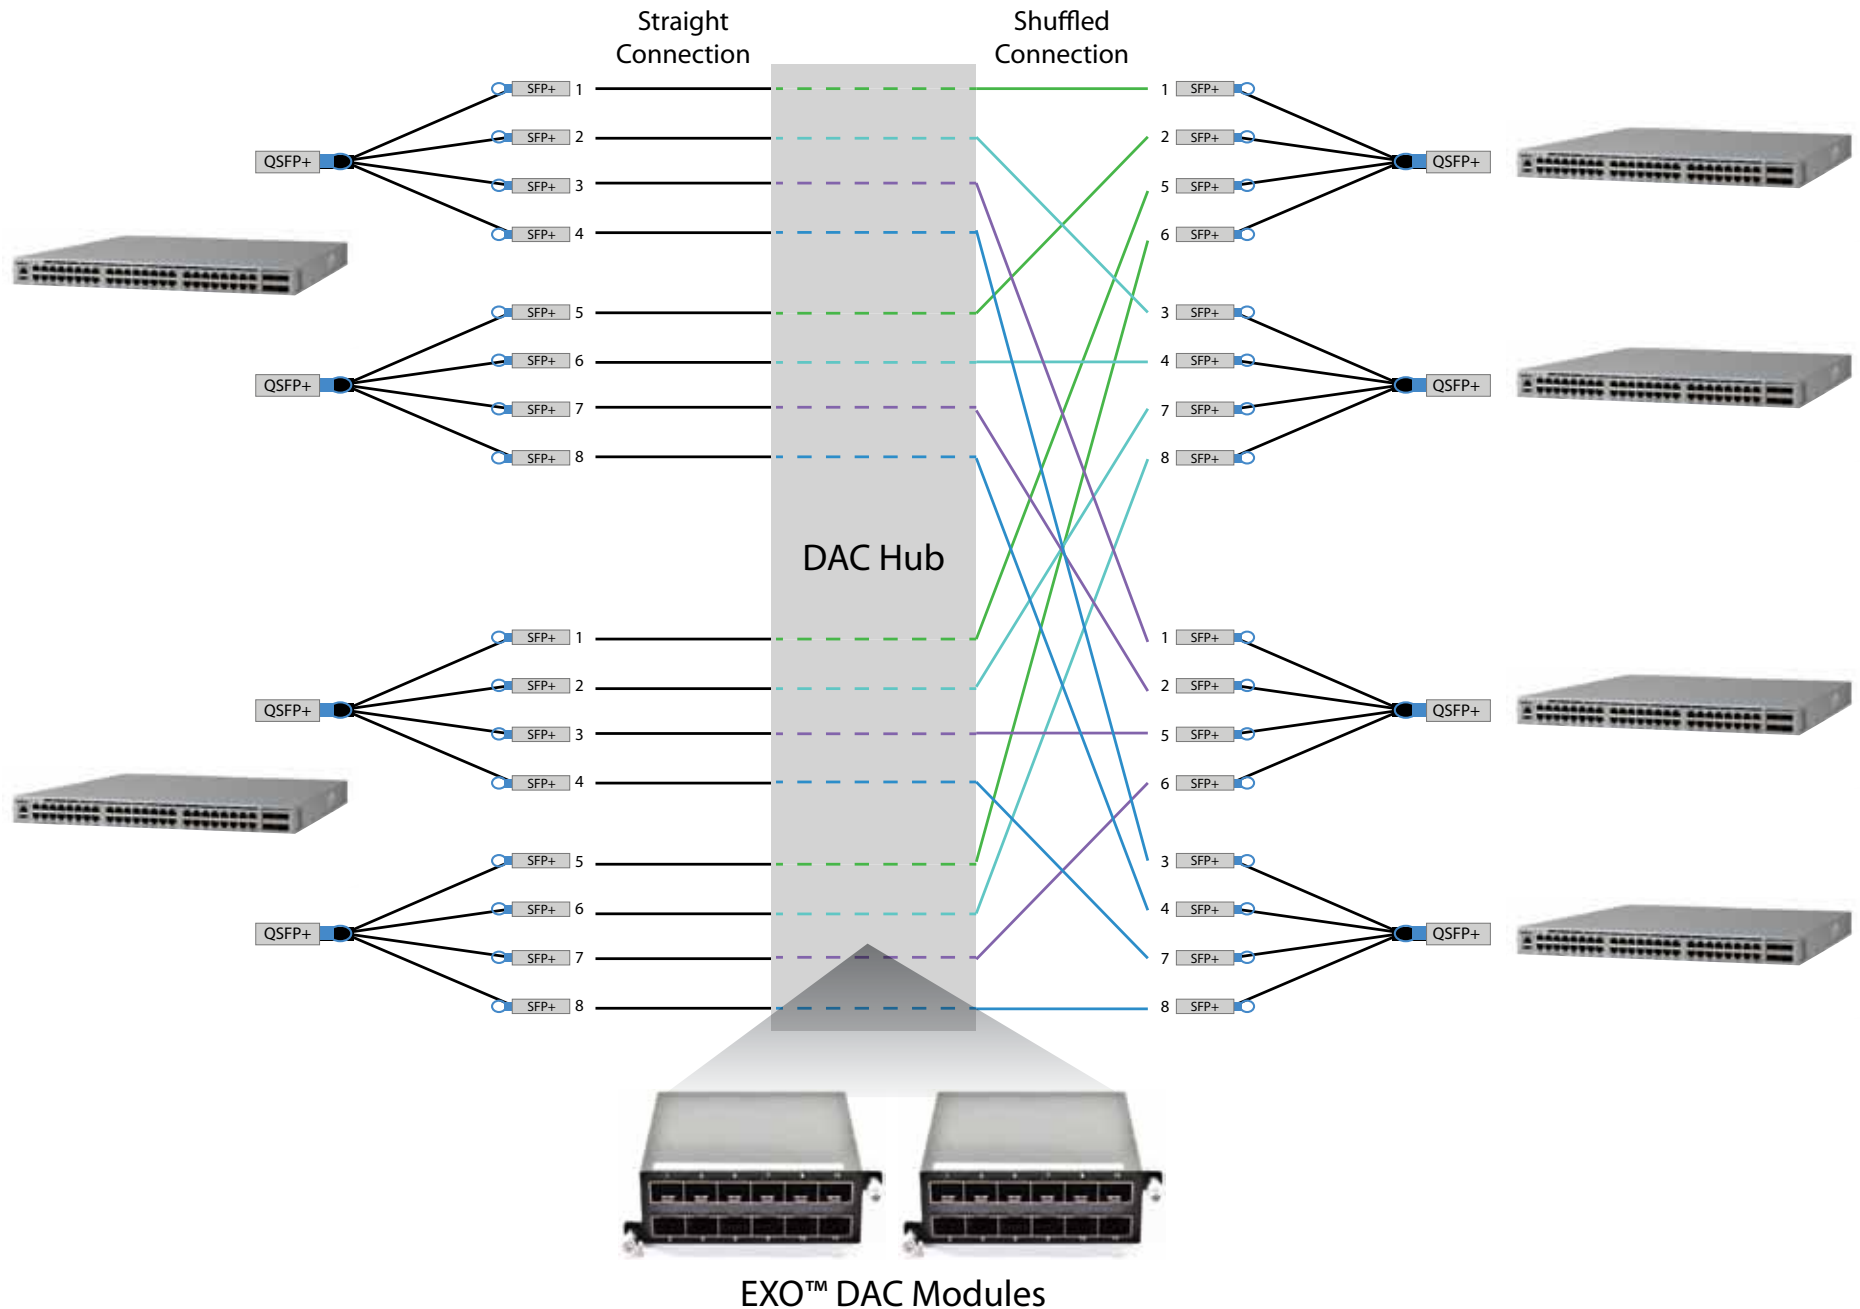 Straight
Connection
Shuffled
Connection
SFP+ 1
1 SFP+
SFP+ 2
2 SFP+
QSFP+
QSFP+
SFP+ 3
5 SFP+
SFP+ 4
6 SFP+
SFP+ 5
3 SFP+
SFP+ 6
4 SFP+
QSFP+
QSFP+
SFP+ 7
7 SFP+
SFP+ 8
8 SFP+
DAC Hub
SFP+ 1
1 SFP+
SFP+ 2
2 SFP+
QSFP+
QSFP+
SFP+ 3
5 SFP+
SFP+ 4
6 SFP+
SFP+ 5
3 SFP+
SFP+ 6
4 SFP+
QSFP+
QSFP+
SFP+ 7
7 SFP+
SFP+ 8
8 SFP+
EXO™ DAC Modules